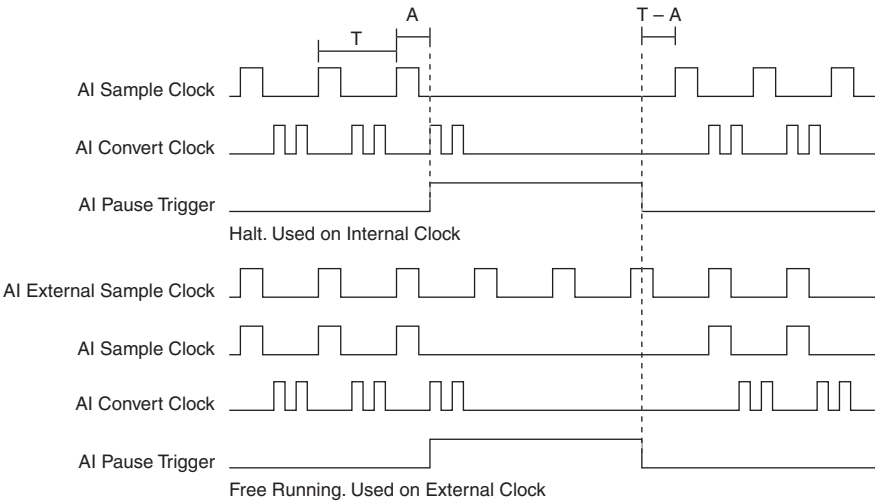 A
T – A
T
AI Sample Clock
AI Convert Clock
AI Pause Trigger
Halt. Used on Internal Clock
AI External Sample Clock
AI Sample Clock
AI Convert Clock
AI Pause Trigger
Free Running. Used on External Clock